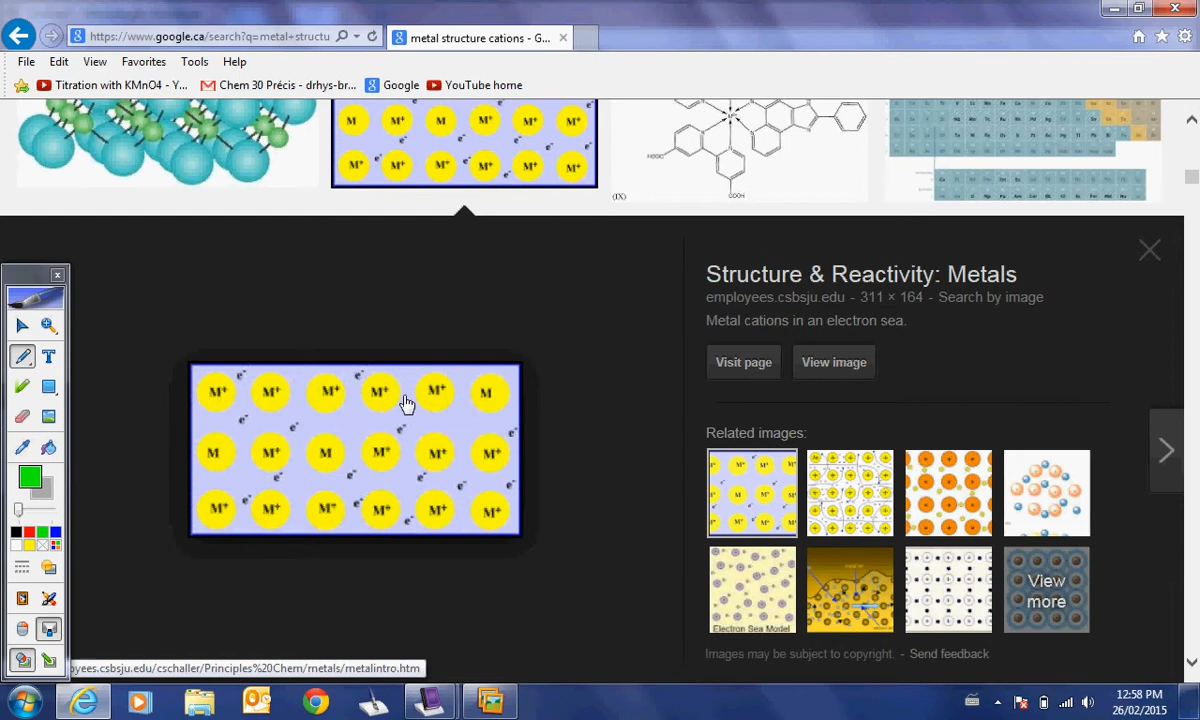 https://www.google.ca/search?q=metal+structu
metal structure cations - G...
File Edit View Favorites Tools Help
Titration with KMnO4 - Y... Chem 30 Précis - drhys-br... Google YouTube home
M M⁺ M M⁺ M⁺ M⁺
e⁻ e⁻ e⁻
M⁺ M⁺ M⁺ M⁺ M⁺ M⁺
HOOC
COOH
(IX)
Structure & Reactivity: Metals
employees.csbsju.edu - 311 × 164 - Search by image
Metal cations in an electron sea.
Visit page View image
e⁻ e⁻
M⁺ M⁺ M⁺ M⁺ M⁺ M
e⁻ e⁻ e⁻ e⁻
M M⁺ M M⁺ M⁺ M⁺
e⁻ e⁻ e⁻ e⁻ e⁻
M⁺ M⁺ M⁺ M⁺ M⁺ M⁺
e⁻ e⁻
Related images:
Electron Sea Model
View
more
Images may be subject to copyright. - Send feedback
oyees.csbsju.edu/cschaller/Principles%20Chem/metals/metalintro.htm
12:58 PM
26/02/2015